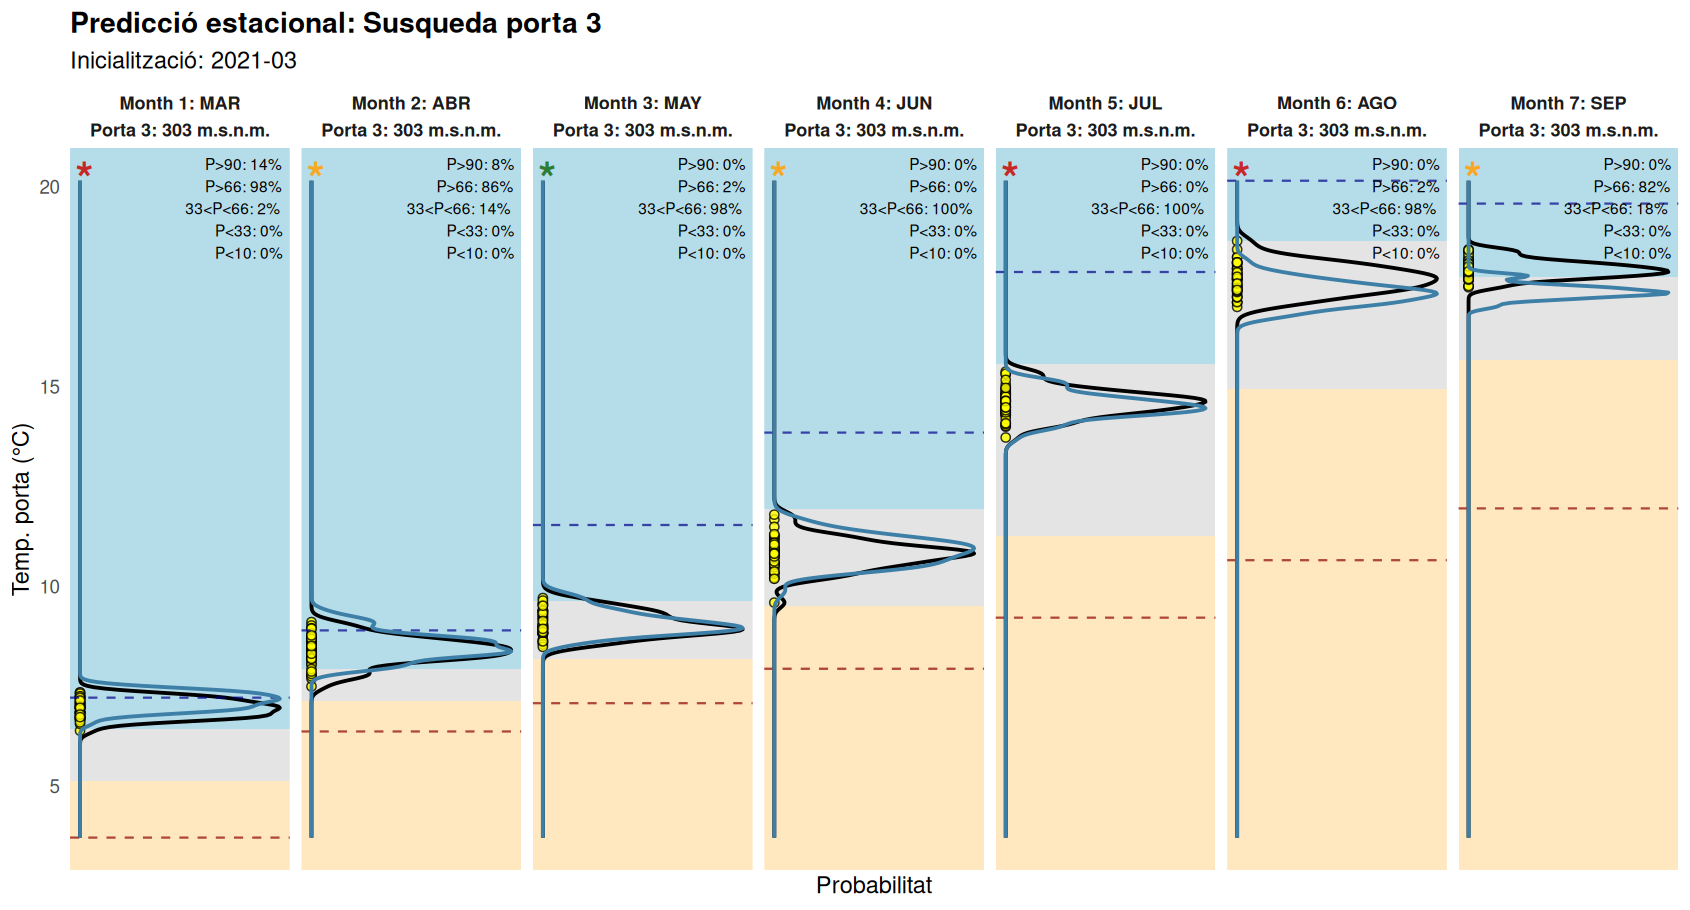 Predicció estacional: Susqueda porta 3
Inicialització: 2021-03
Month 1: MAR
Porta 3: 303 m.s.n.m.
Month 2: ABR
Porta 3: 303 m.s.n.m.
Month 3: MAY
Porta 3: 303 m.s.n.m.
Month 4: JUN
Porta 3: 303 m.s.n.m.
Month 5: JUL
Porta 3: 303 m.s.n.m.
Month 6: AGO
Porta 3: 303 m.s.n.m.
Month 7: SEP
Porta 3: 303 m.s.n.m.
*
P>90: 14%
P>66: 98%
33<P<66: 2%
P<33: 0%
P<10: 0%
*
P>90: 8%
P>66: 86%
33<P<66: 14%
P<33: 0%
P<10: 0%
*
P>90: 0%
P>66: 2%
33<P<66: 98%
P<33: 0%
P<10: 0%
*
P>90: 0%
P>66: 0%
33<P<66: 100%
P<33: 0%
P<10: 0%
*
P>90: 0%
P>66: 0%
33<P<66: 100%
P<33: 0%
P<10: 0%
*
P>90: 0%
P>66: 2%
33<P<66: 98%
P<33: 0%
P<10: 0%
*
P>90: 0%
P>66: 82%
33<P<66: 18%
P<33: 0%
P<10: 0%
20
15
10
5
Temp. porta (°C)
Probabilitat